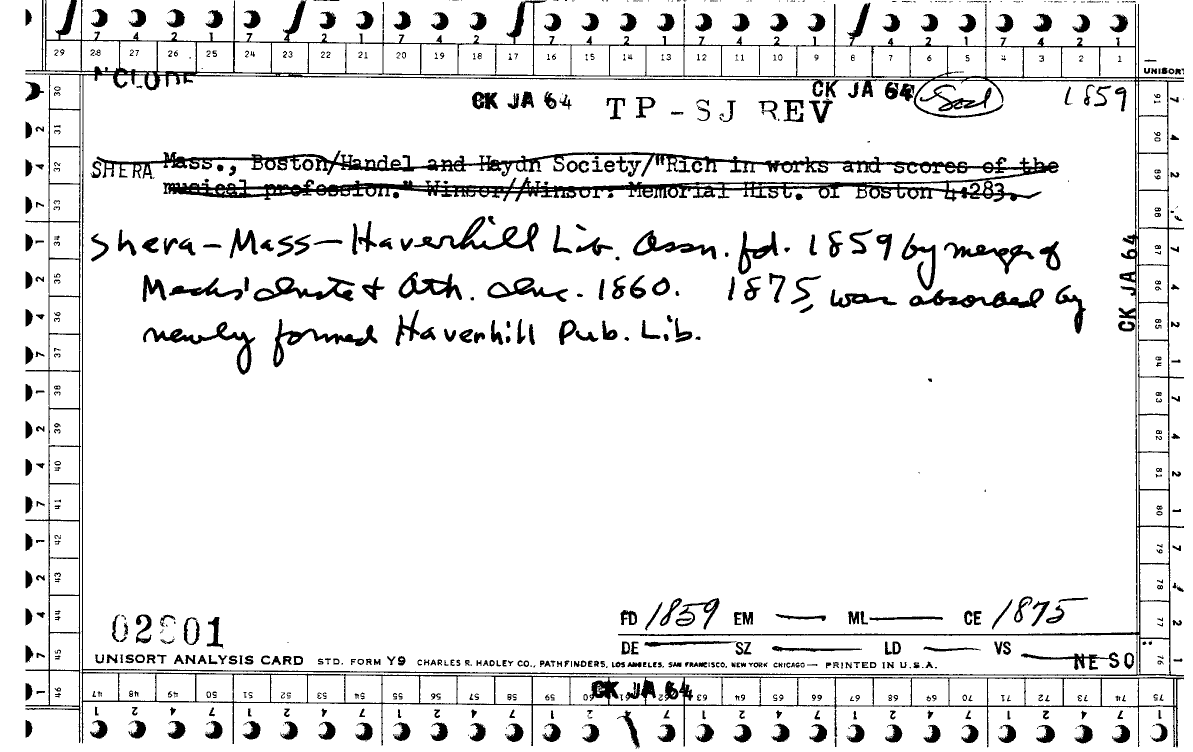 7 4 2 1 7 4 2 1 7 4 2 1 7 4 2 1 7 4 2 1 7 4 2 1 7 4 2 1
29 28 27 26 25 24 23 22 21 20 19 18 17 16 15 14 13 12 11 10 9 8 7 6 5 4 3 2 1
UNISORT
CK JA 64 TP-SJ REV CK JA 64 1859
SHERA Mass., Boston/Handel and Haydn Society/"Rich in works and scores of the
musical profession." Winsor//Winsor: Memorial Hist. of Boston 4:283.
Shera-Mass-Haverhill Lib. Assn. fd. 1859 by merger of
Mechs' Inste & Ath. Inc. 1860. 1875, was absorbed by
newly formed Haverhill Pub. Lib.
CK JA 64
30 31 32 33 34 35 36 37 38 39 40 41 42 43 44 45 46
91 90 89 88 87 86 85 84 83 82 81 80 79 78 77 76 75
02801
FD 1859 EM — ML — CE 1875
DE — SZ — LD — VS — NE SO
UNISORT ANALYSIS CARD STD. FORM Y9 CHARLES R. HADLEY CO., PATHFINDERS, LOS ANGELES, SAN FRANCISCO, NEW YORK CHICAGO — PRINTED IN U.S.A.
CK JA 64
47 48 49 50 51 52 53 54 55 56 57 58 59 60 63 64 65 66 67 68 69 70 71 72 73 74 75
1 2 4 7 1 2 4 7 1 2 4 7 1 2 4 7 1 2 4 7 1 2 4 7 1 2 4 7 1